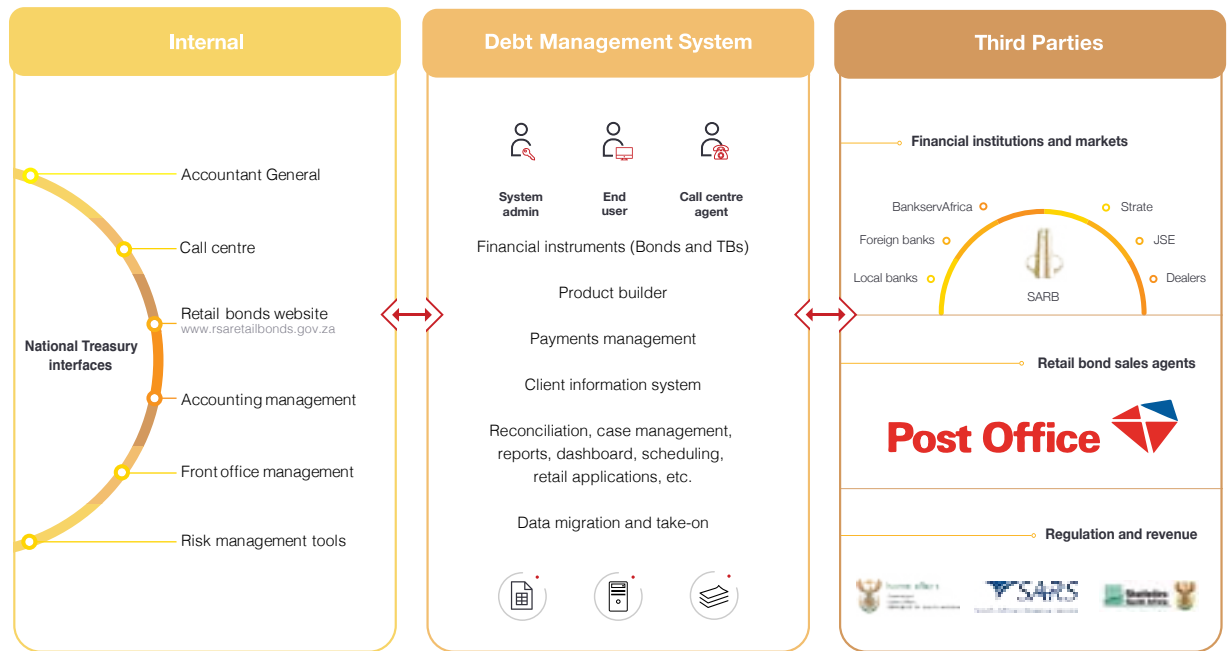 Internal
Accountant General
Call centre
Retail bonds website
www.rsaretailbonds.gov.za
National Treasury
interfaces
Accounting management
Front office management
Risk management tools
Debt Management System
System
admin
End
user
Call centre
agent
Financial instruments (Bonds and TBs)
Product builder
Payments management
Client information system
Reconciliation, case management,
reports, dashboard, scheduling,
retail applications, etc.
Data migration and take-on
Third Parties
Financial institutions and markets
BankservAfrica
Strate
Foreign banks
JSE
Local banks
Dealers
SARB
Retail bond sales agents
Post Office
Regulation and revenue
home affairs
SARS
Statistics
South Africa